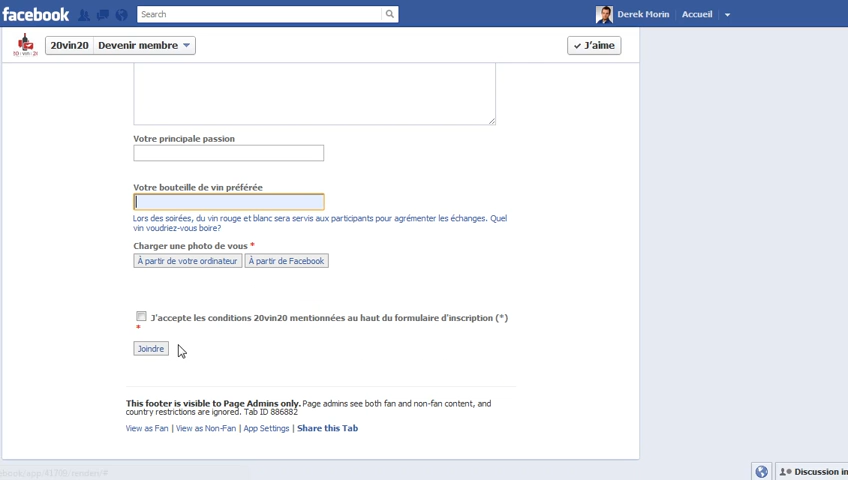 facebook Search Derek Morin Accueil
20vin20 Devenir membre J'aime
Votre principale passion
Votre bouteille de vin préférée
Lors des soirées, du vin rouge et blanc sera servis aux participants pour agrémenter les échanges. Quel
vin voudriez-vous boire?
Charger une photo de vous *
À partir de votre ordinateur À partir de Facebook
J'accepte les conditions 20vin20 mentionnées au haut du formulaire d'inscription (*)
*
Joindre
This footer is visible to Page Admins only. Page admins see both fan and non-fan content, and
country restrictions are ignored. Tab ID 886882
View as Fan | View as Non-Fan | App Settings | Share this Tab
Discussion in